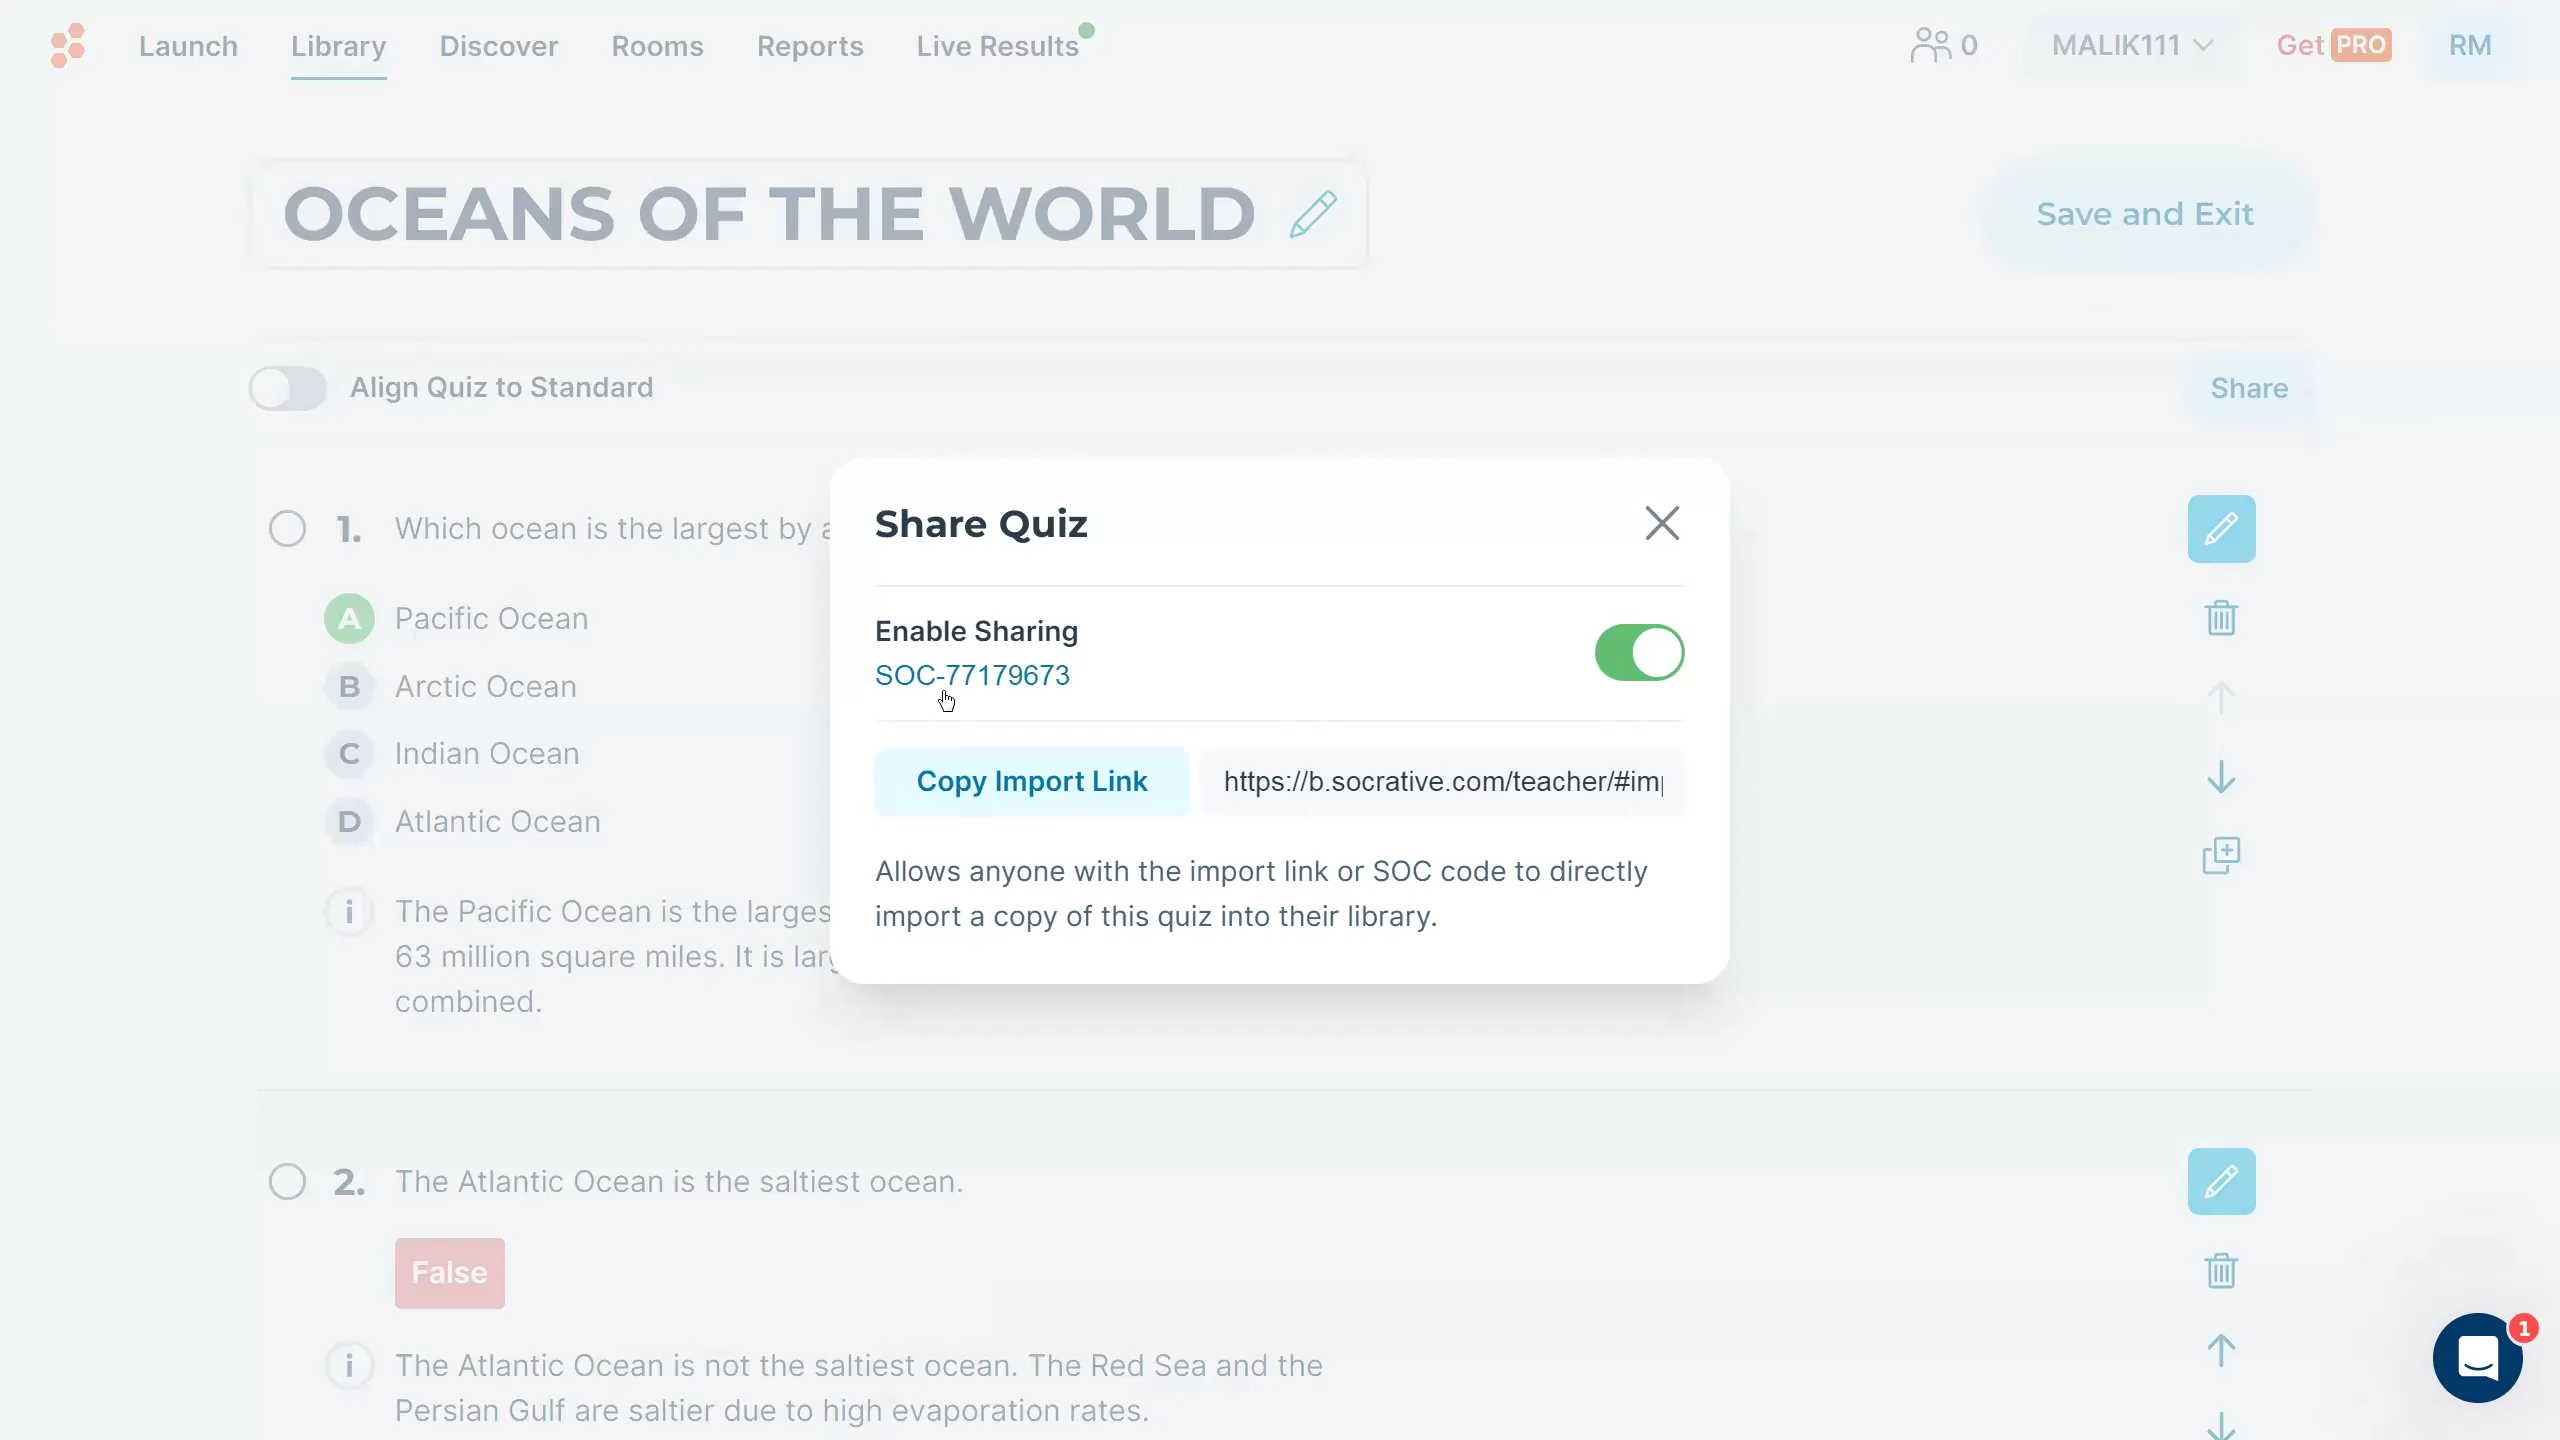 Launch Library Discover Rooms Reports Live Results 0 MALIK111 Get PRO RM
OCEANS OF THE WORLD
Save and Exit
Align Quiz to Standard
Share
1. Which ocean is the largest by
A Pacific Ocean
B Arctic Ocean
C Indian Ocean
D Atlantic Ocean
i The Pacific Ocean is the larges
63 million square miles. It is
combined.
Share Quiz
Enable Sharing
SOC-77179673
Copy Import Link https://b.socrative.com/teacher/#im
Allows anyone with the import link or SOC code to directly
import a copy of this quiz into their library.
2. The Atlantic Ocean is the saltiest ocean.
False
i The Atlantic Ocean is not the saltiest ocean. The Red Sea and the
Persian Gulf are saltier due to high evaporation rates.
1